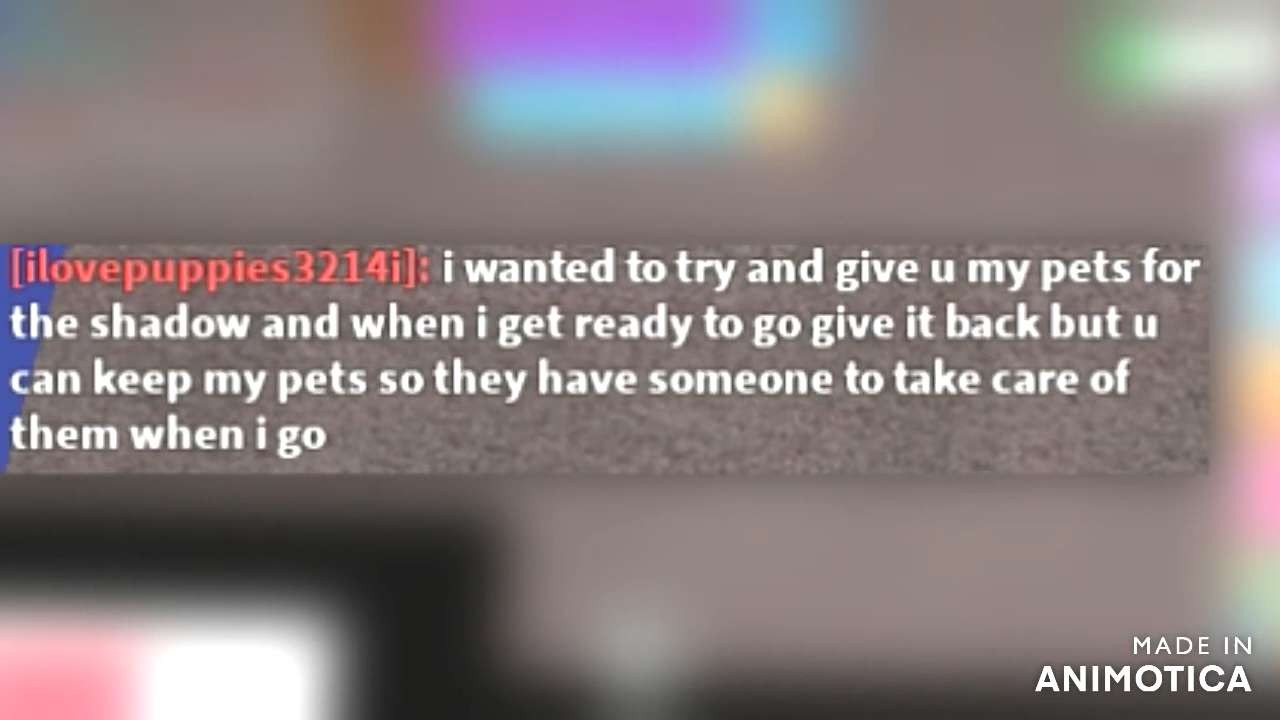 [ilovepuppies3214i]: i wanted to try and give u my pets for
the shadow and when i get ready to go give it back but u
can keep my pets so they have someone to take care of
them when i go
MADE IN
ANIMOTICA